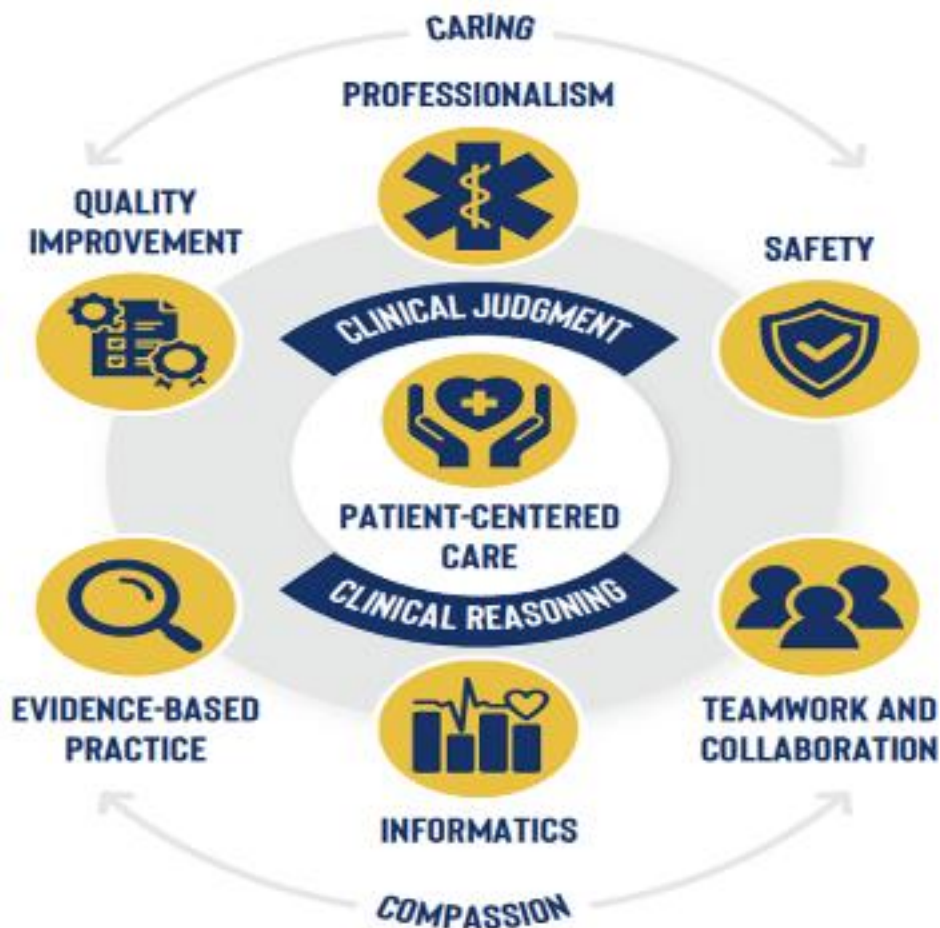 CARING
PROFESSIONALISM
QUALITY
IMPROVEMENT
SAFETY
CLINICAL JUDGMENT
PATIENT-CENTERED
CARE
CLINICAL REASONING
EVIDENCE-BASED
PRACTICE
TEAMWORK AND
COLLABORATION
INFORMATICS
COMPASSION